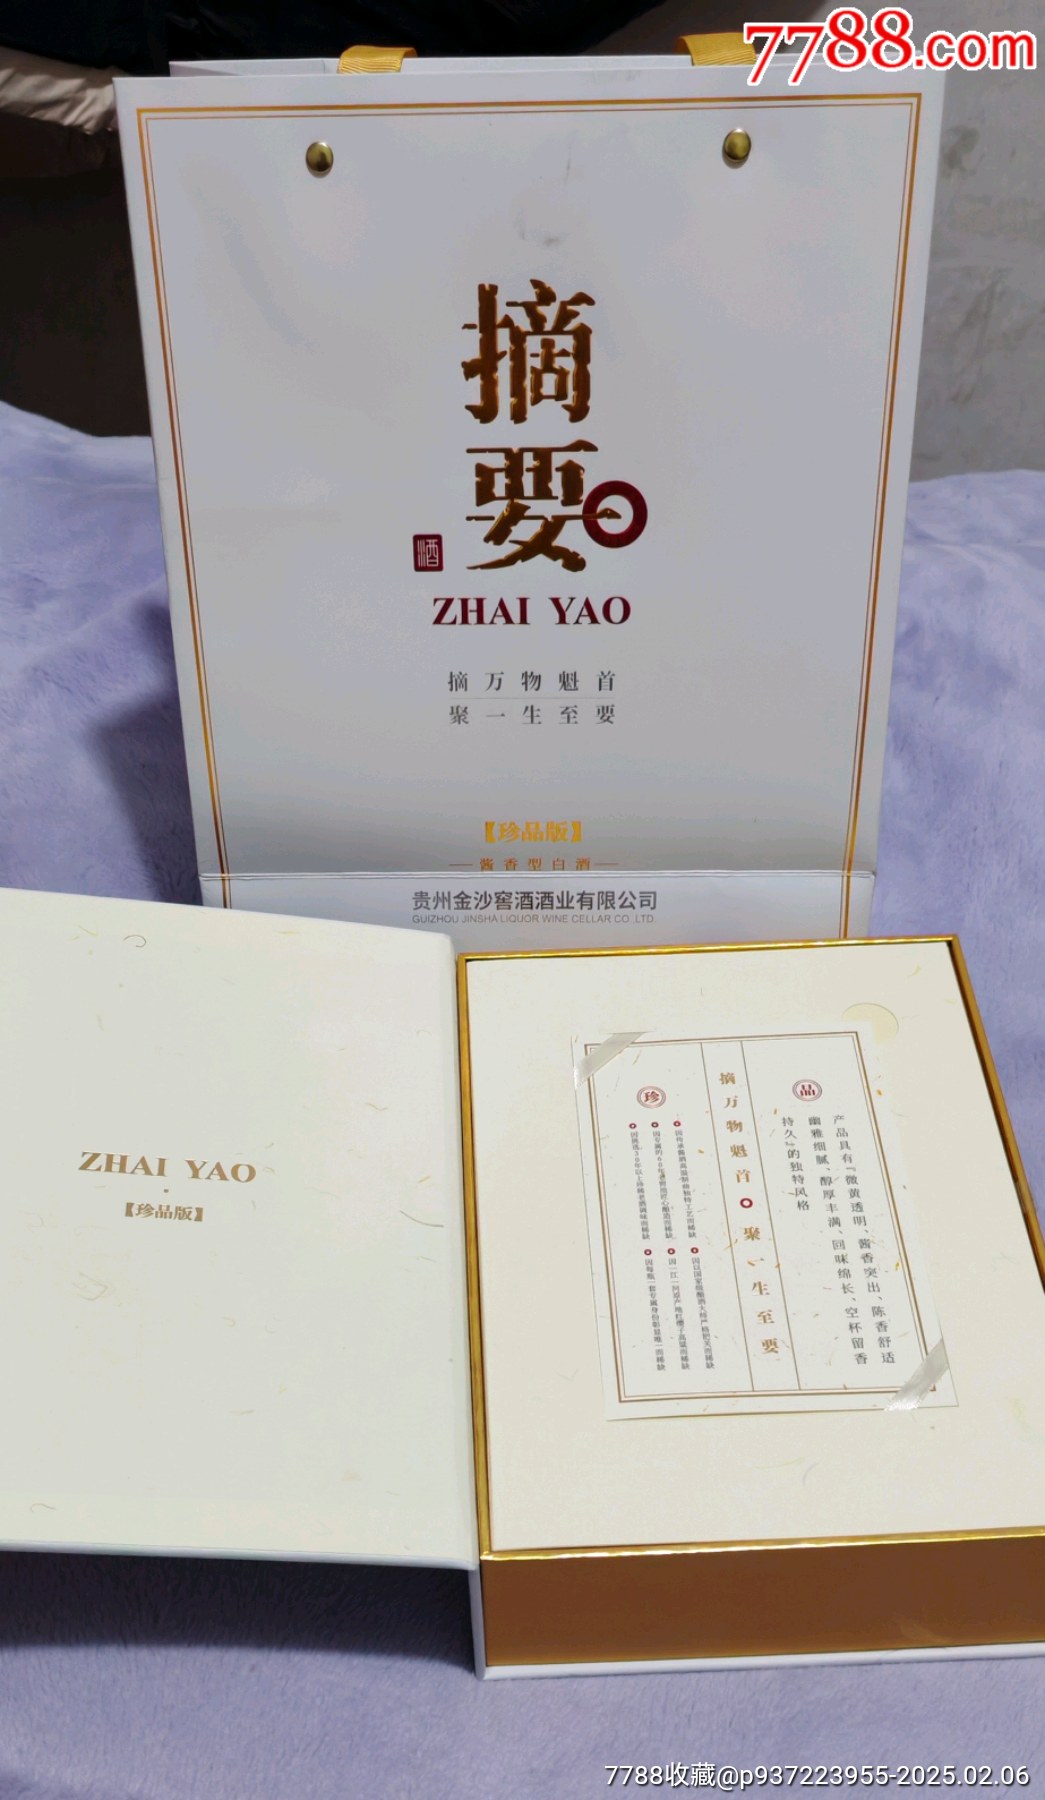 7788.com
摘
要
酒
ZHAI YAO
摘万物魁首
聚一生至要
【珍品版】
酱香型白酒
贵州金沙窖酒酒业有限公司
GUIZHOU JINSHA LIQUOR WINE CELLAR CO.,LTD.
ZHAI YAO
【珍品版】
品
产品具有『微黄透明、酱香突出、陈香舒适
幽雅细腻、醇厚丰满、回味绵长、空杯留香
持久』的独特风格
摘万物魁首 聚一生至要
珍
7788收藏@p937223955-2025.02.06